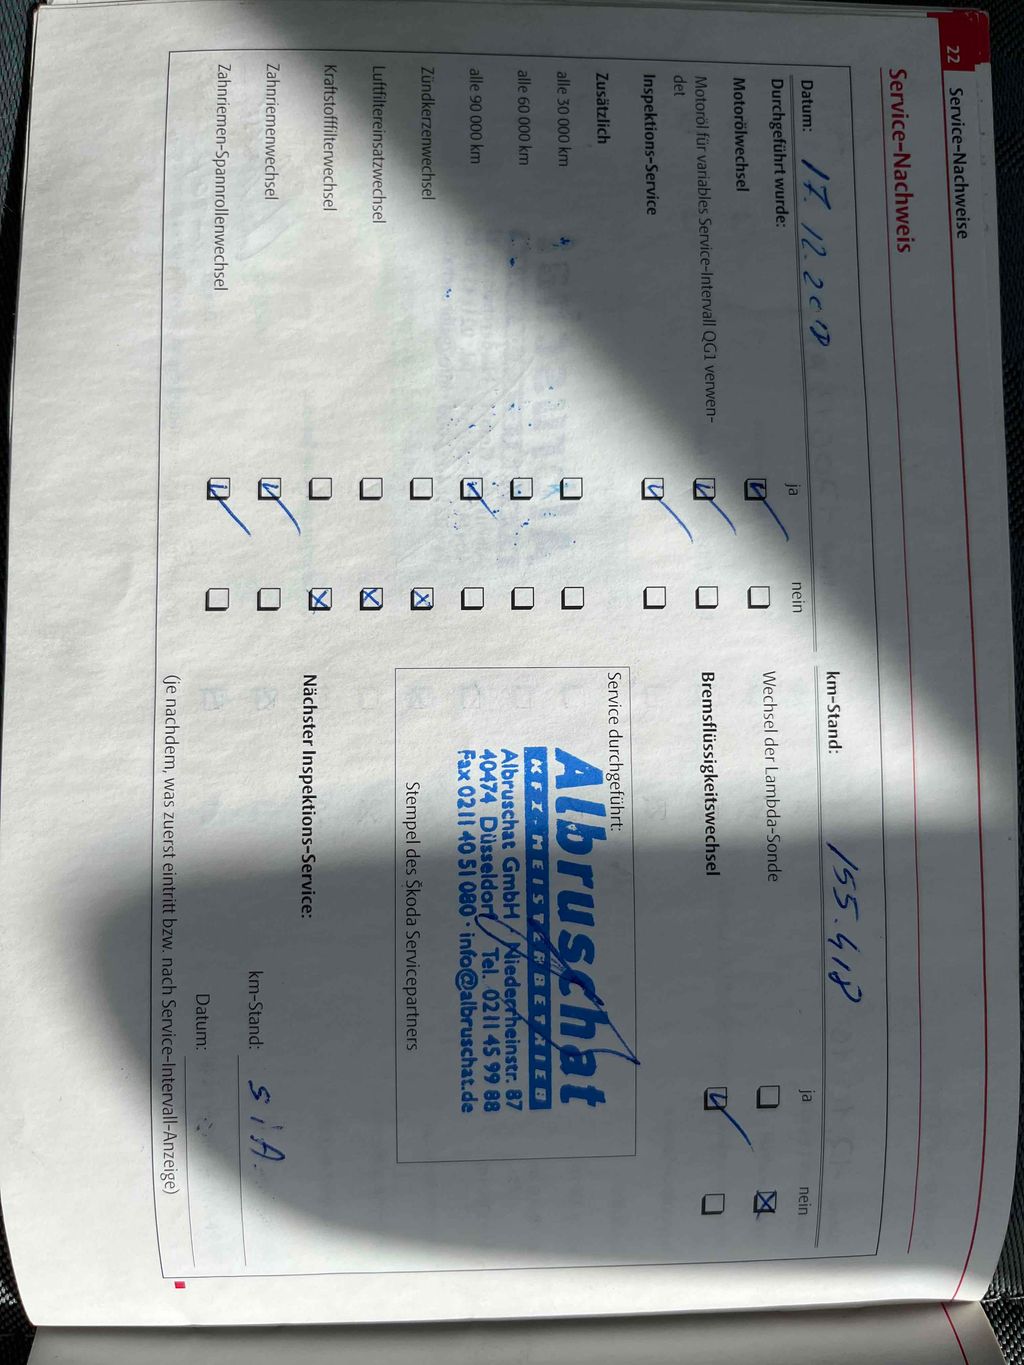 22 Service-Nachweise
Service-Nachweis
Datum: 17.12.20
km-Stand: 155.418
Durchgeführt wurde:
ja
nein
Motorölwechsel
Motoröl für variables Service-Intervall QG1 verwen-
det
Inspektions-Service
Zusätzlich
alle 30 000 km
alle 60 000 km
alle 90 000 km
Zündkerzenwechsel
Luftfiltereinsatzwechsel
Kraftstofffilterwechsel
Zahnriemenwechsel
Zahnriemen-Spannrollenwechsel
ja
nein
Wechsel der Lambda-Sonde
Bremsflüssigkeitswechsel
Service durchgeführt:
Albruschat
KFZ-MEISTERBETRIEB
Albruschat GmbH · Niederrheinstr. 87
40474 Düsseldorf · Tel. 0211 45 99 88
Fax 0211 40 51 080 · info@albruschat.de
Stempel des Škoda Servicepartners
Nächster Inspektions-Service:
km-Stand: SIA.
Datum:
(je nachdem, was zuerst eintritt bzw. nach Service-Intervall-Anzeige)